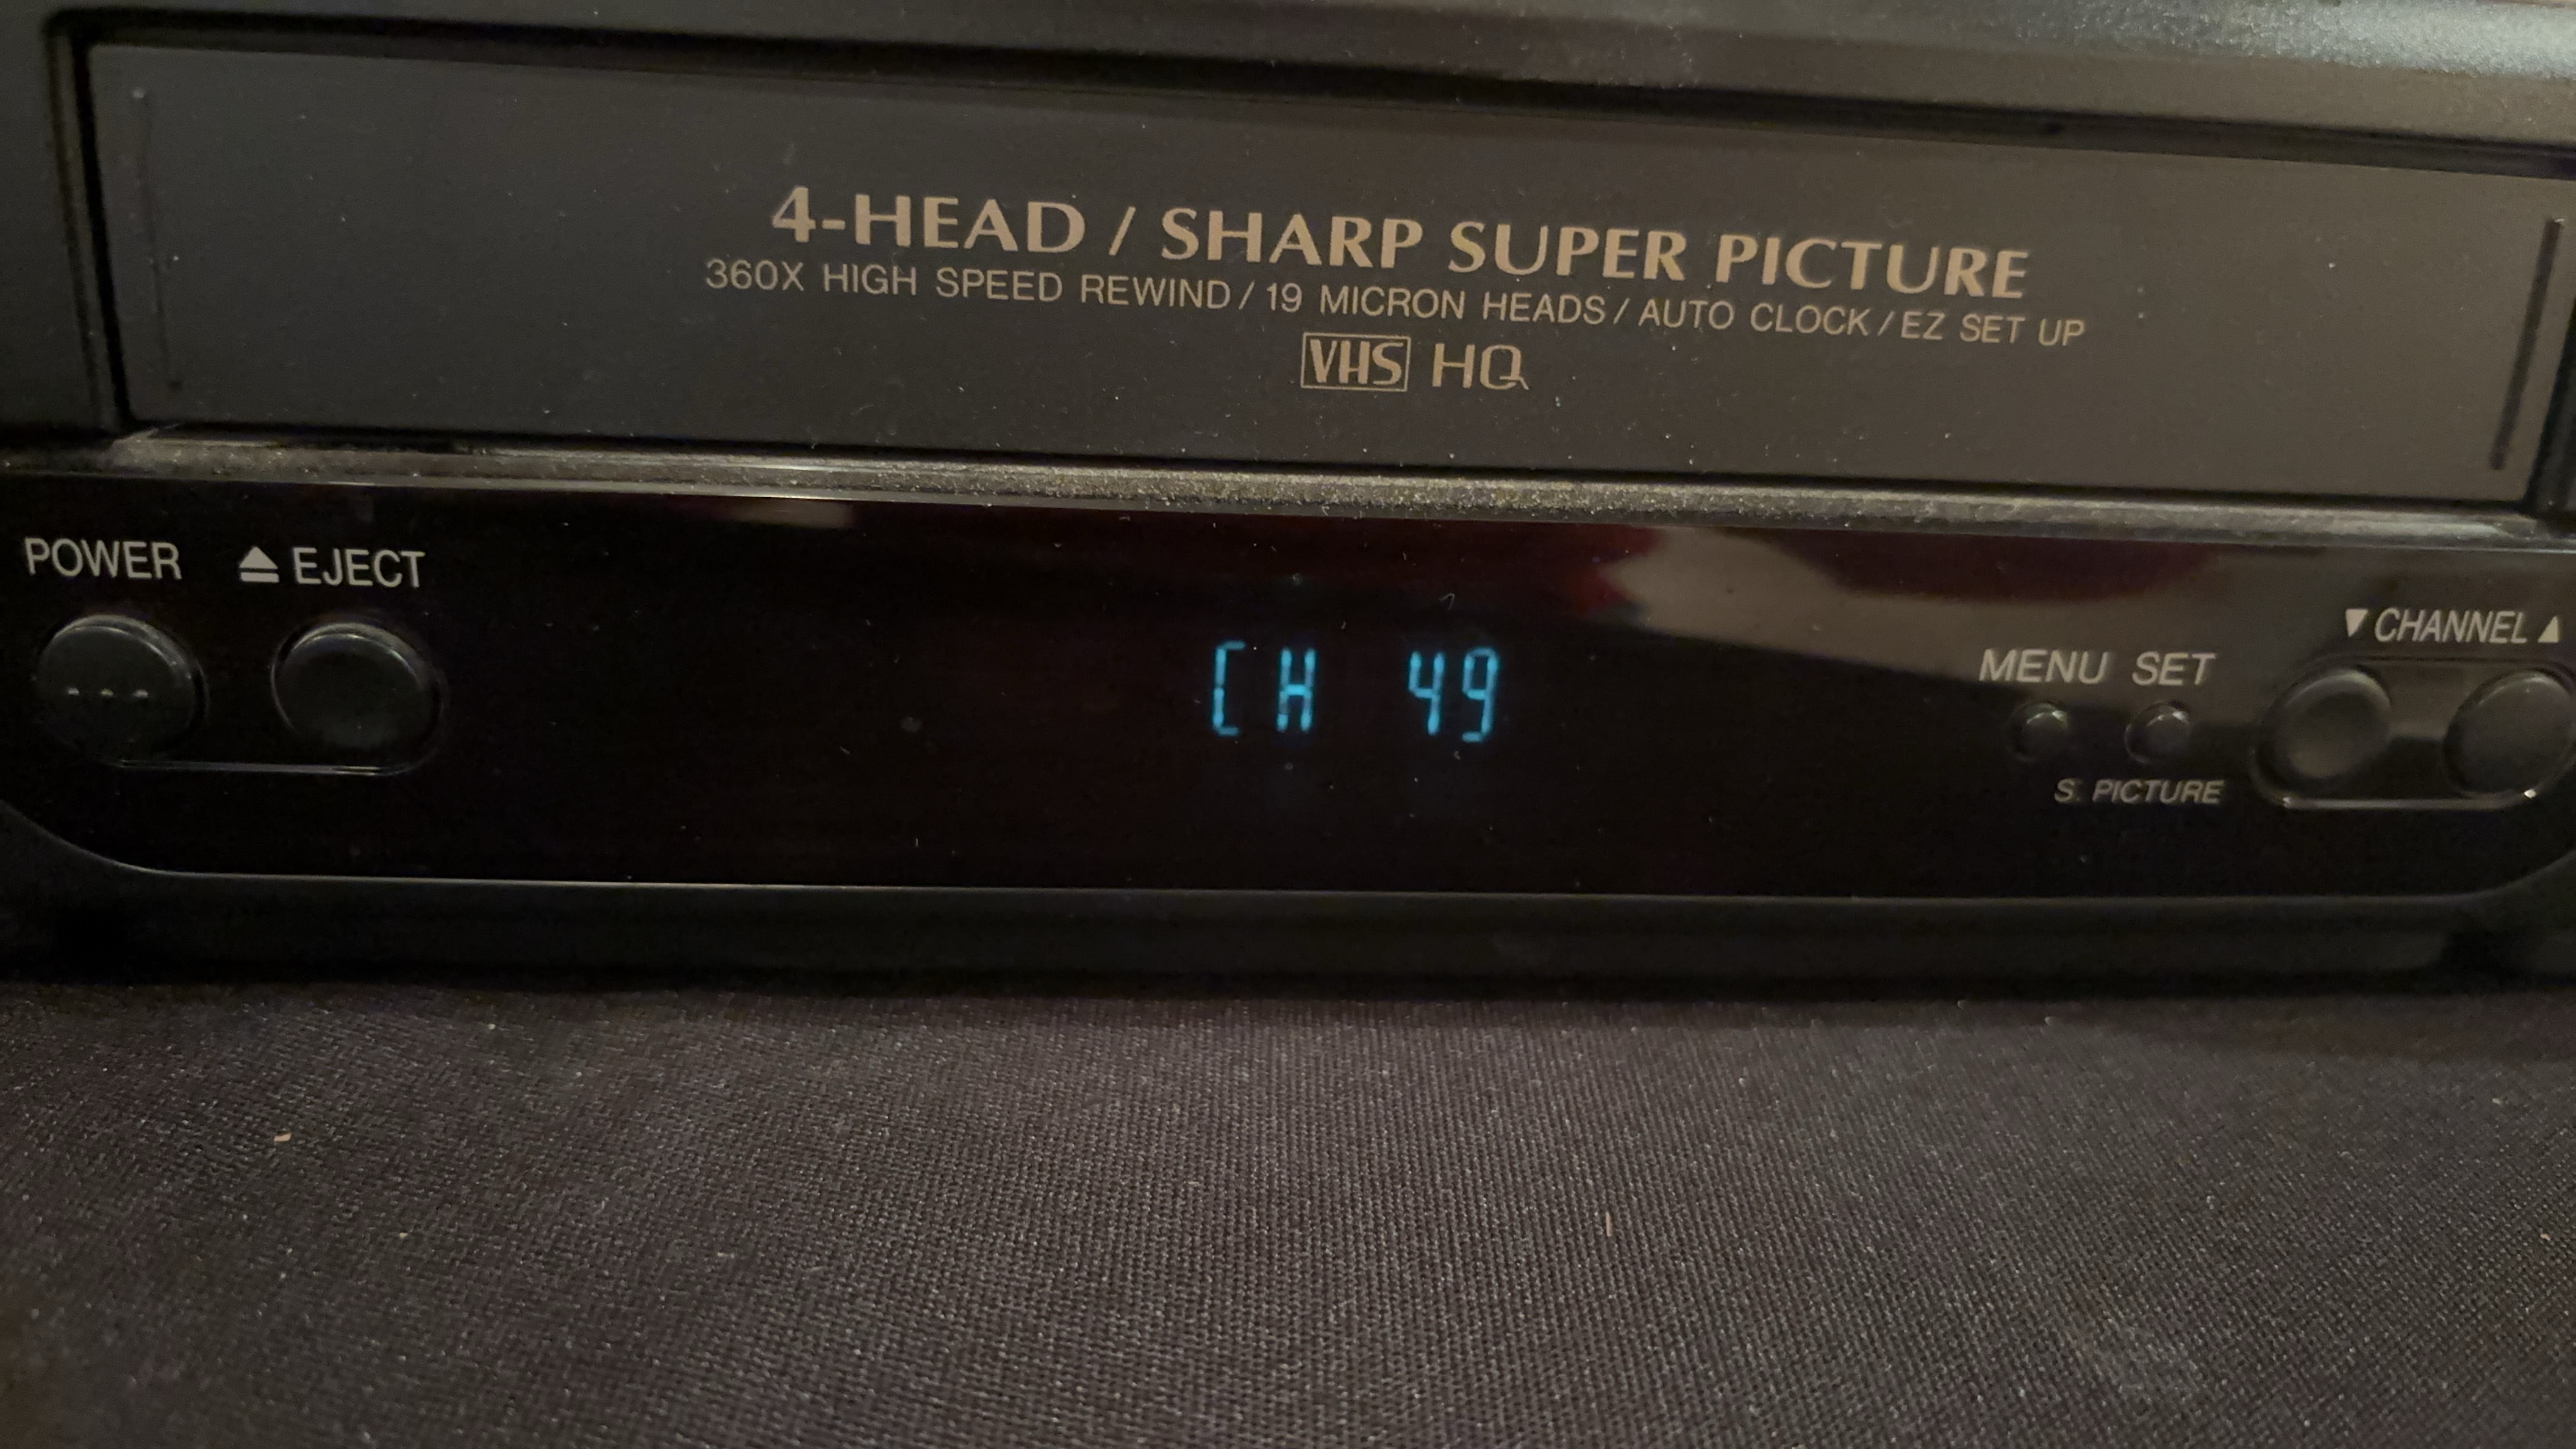 4-HEAD / SHARP SUPER PICTURE
360X HIGH SPEED REWIND / 19 MICRON HEADS / AUTO CLOCK / EZ SET UP
VHS HQ
POWER ⏏ EJECT
▼ CHANNEL ▲
MENU SET
CH 49
S. PICTURE